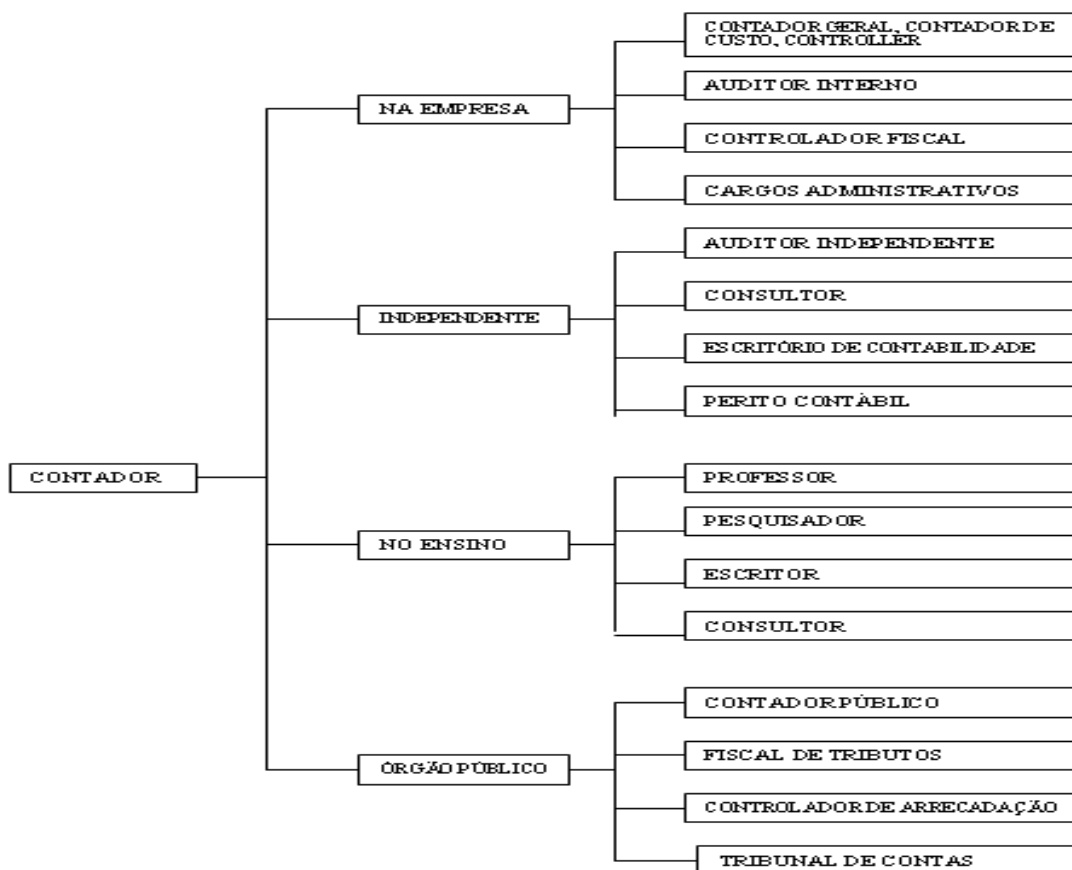 CONTADOR GERAL, CONTADOR DE
CUSTO, CONTROLLER
NA EMPRESA
AUDITOR INTERNO
CONTROLADOR FISCAL
CARGOS ADMINISTRATIVOS
AUDITOR INDEPENDENTE
CONSULTOR
INDEPENDENTE
ESCRITÓRIO DE CONTABILIDADE
PERITO CONTÁBIL
CONTADOR
PROFESSOR
PESQUISADOR
NO ENSINO
ESCRITOR
CONSULTOR
CONTADOR PÚBLICO
FISCAL DE TRIBUTOS
ÓRGÃO PÚBLICO
CONTROLADOR DE ARRECADAÇÃO
TRIBUNAL DE CONTAS